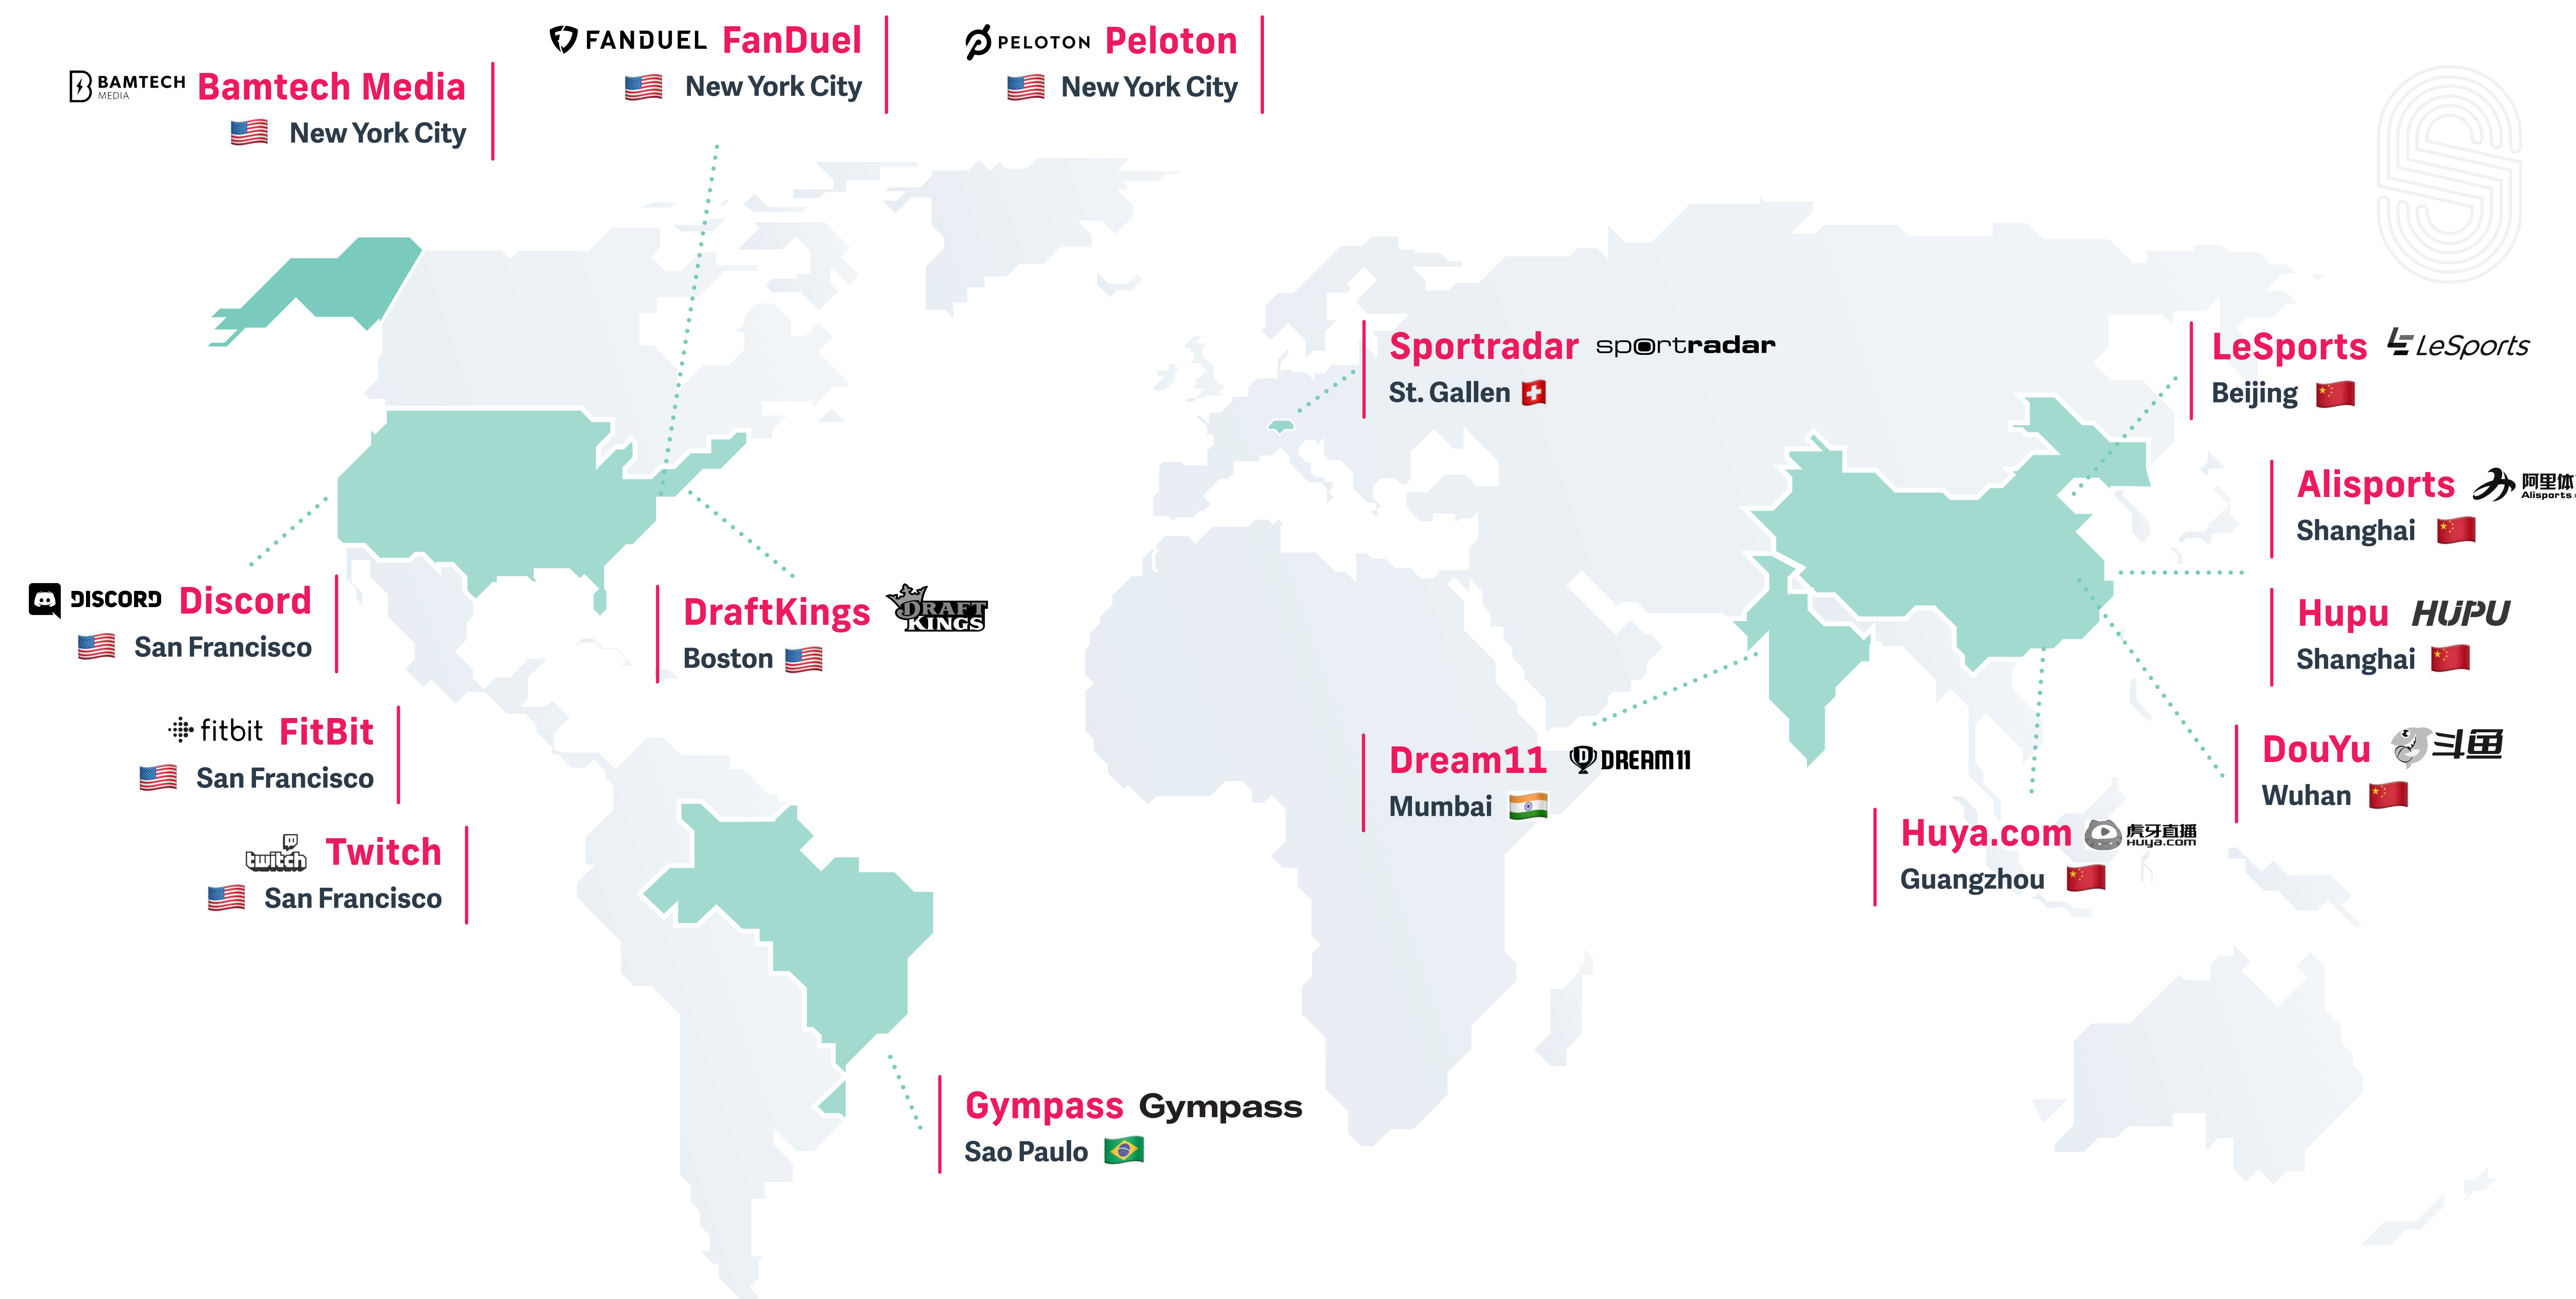 BAMTECH
MEDIA
Bamtech Media
New York City
FANDUEL FanDuel
New York City
PELOTON Peloton
New York City
Sportradar sportradar
St. Gallen
LeSports LeSports
Beijing
Alisports 阿里体
Alisports.
Shanghai
DISCORD Discord
San Francisco
DraftKings DRAFT
KINGS
Boston
Hupu HUPU
Shanghai
fitbit FitBit
San Francisco
DouYu 斗鱼
Wuhan
Dream11 DREAM11
Mumbai
twitch Twitch
San Francisco
Huya.com 虎牙直播
HUYA.COM
Guangzhou
Gympass Gympass
Sao Paulo